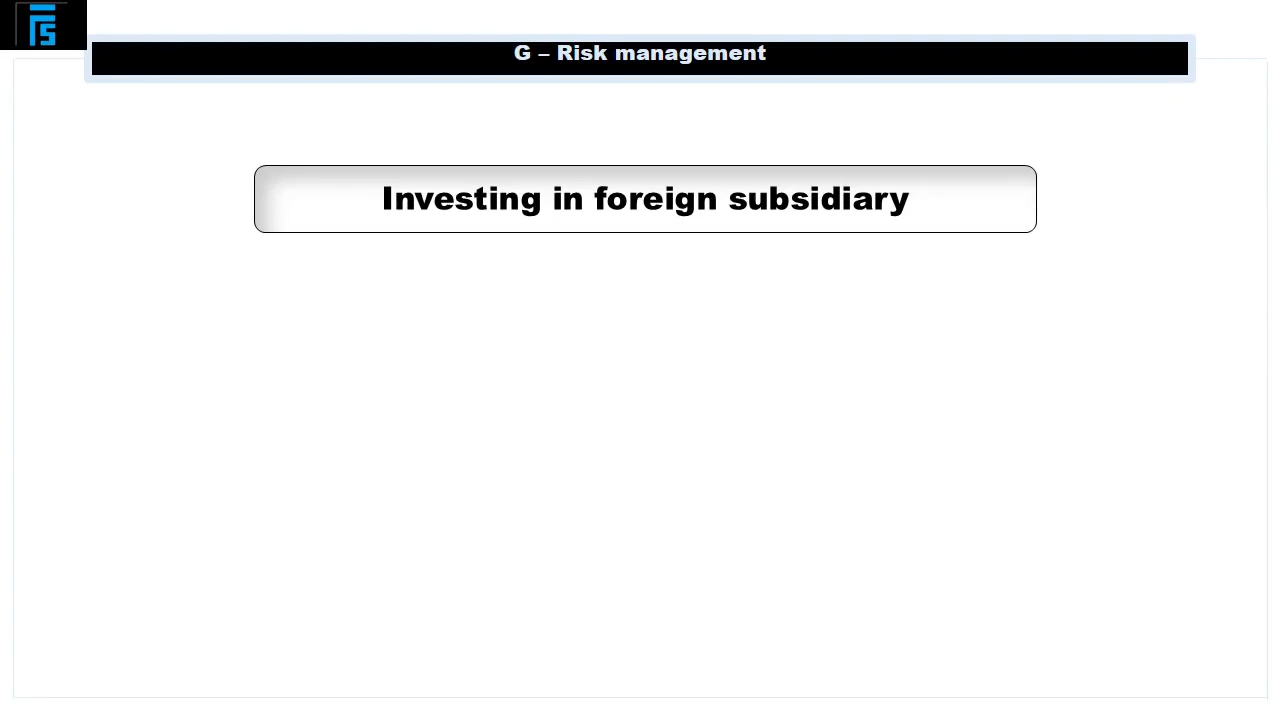 G – Risk management
Investing in foreign subsidiary